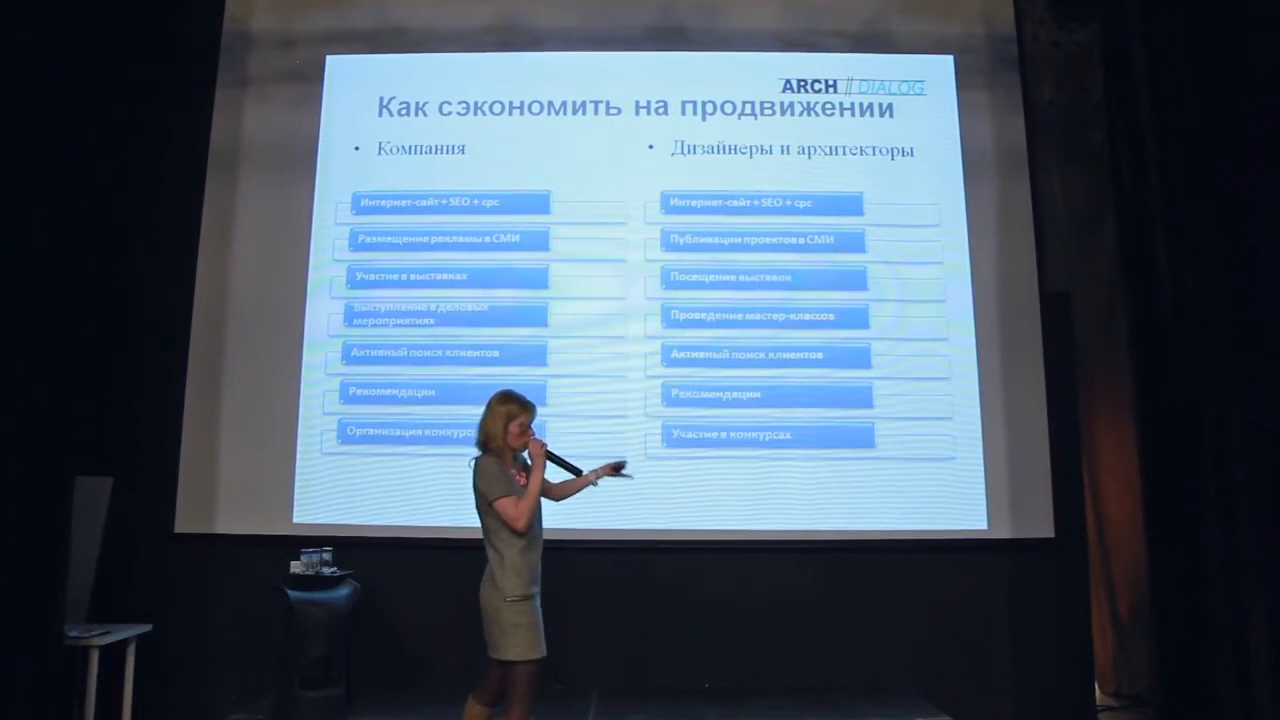 ARCH || DIALOG
Как сэкономить на продвижении
• Компания
Интернет-сайт + SEO + cpc
Размещение рекламы в СМИ
Участие в выставках
Выступление в деловых
мероприятиях
Активный поиск клиентов
Рекомендации
Организация конкурс
• Дизайнеры и архитекторы
Интернет-сайт + SEO + cpc
Публикации проектов в СМИ
Посещение выставок
Проведение мастер-классов
Активный поиск клиентов
Рекомендации
Участие в конкурсах